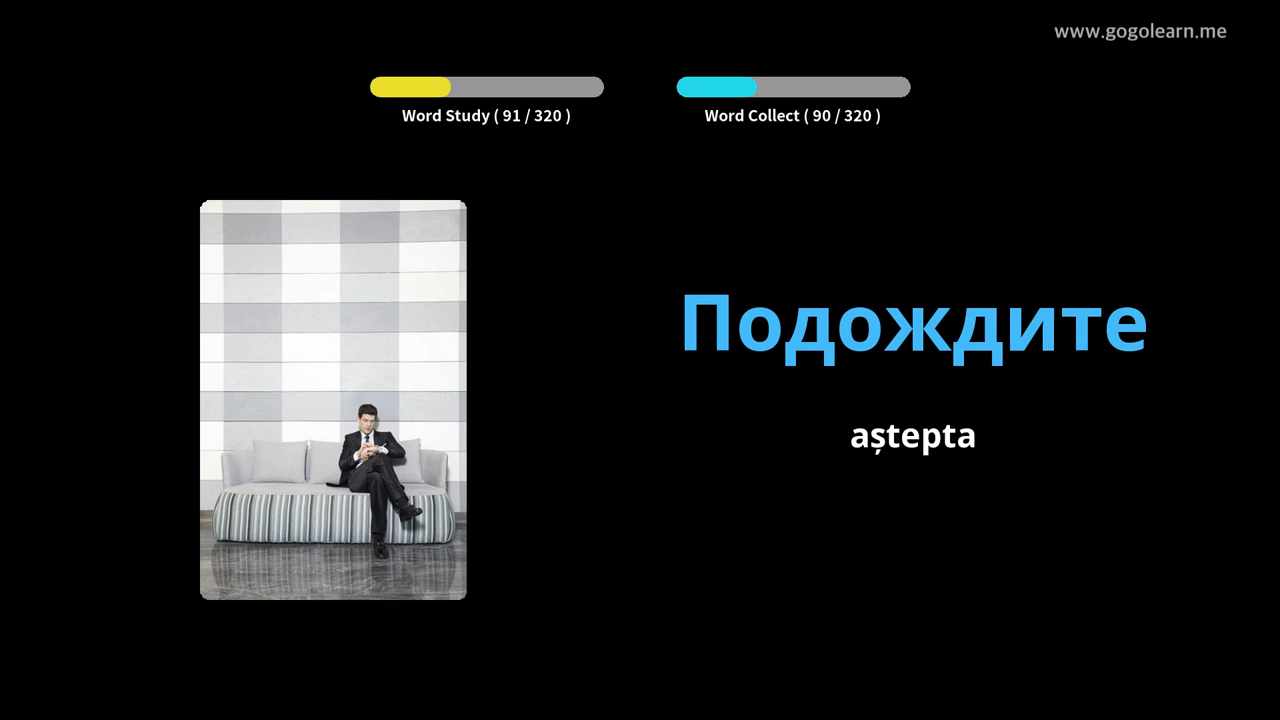 www.gogolearn.me
Word Study ( 91 / 320 )
Word Collect ( 90 / 320 )
Подождите
aștepta